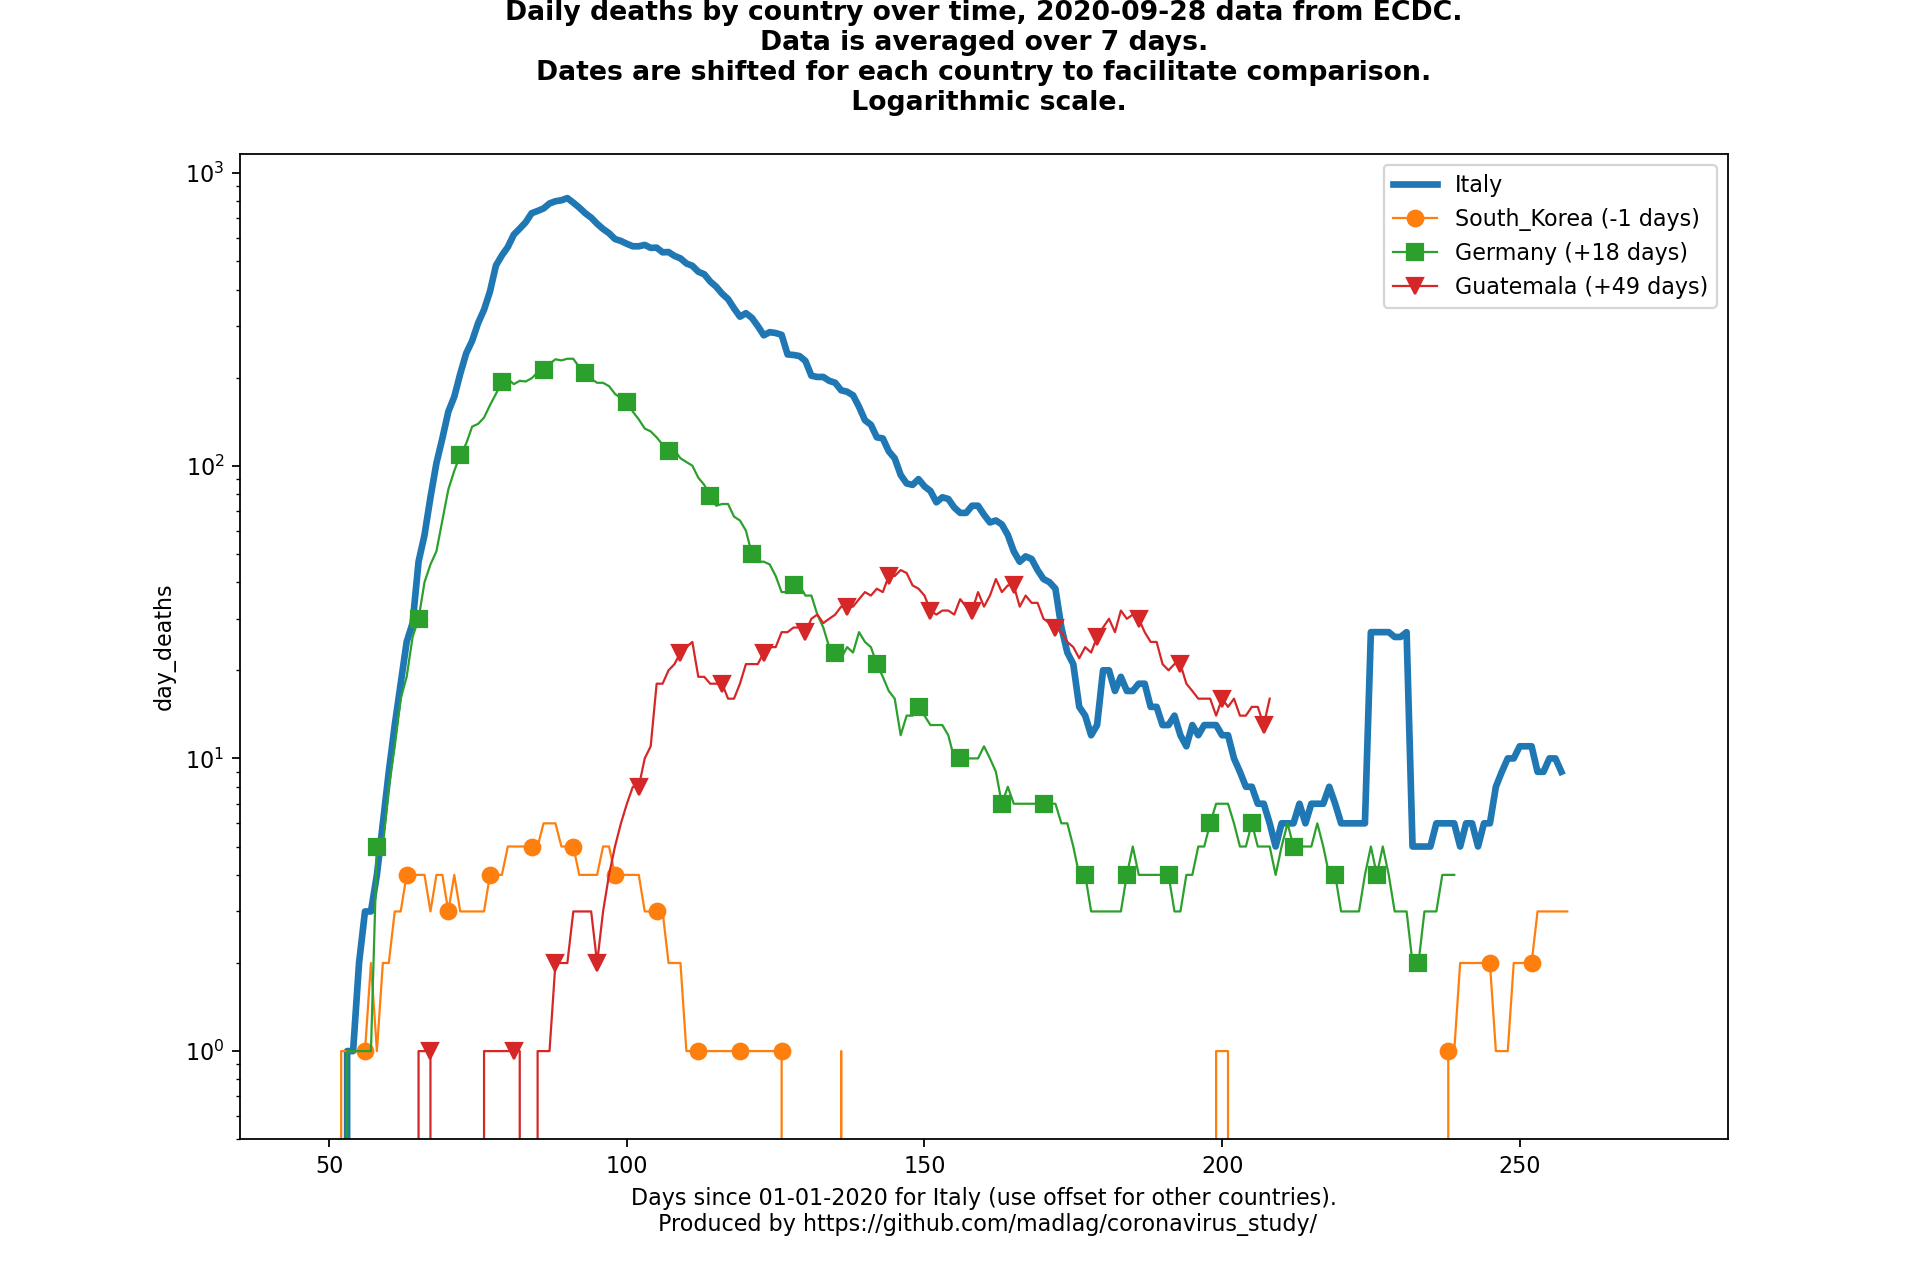 Daily deaths by country over time, 2020-09-28 data from ECDC.
Data is averaged over 7 days.
Dates are shifted for each country to facilitate comparison.
Logarithmic scale.
10³
10²
10¹
10⁰
day_deaths
Italy
South_Korea (-1 days)
Germany (+18 days)
Guatemala (+49 days)
50 100 150 200 250
Days since 01-01-2020 for Italy (use offset for other countries).
Produced by https://github.com/madlag/coronavirus_study/